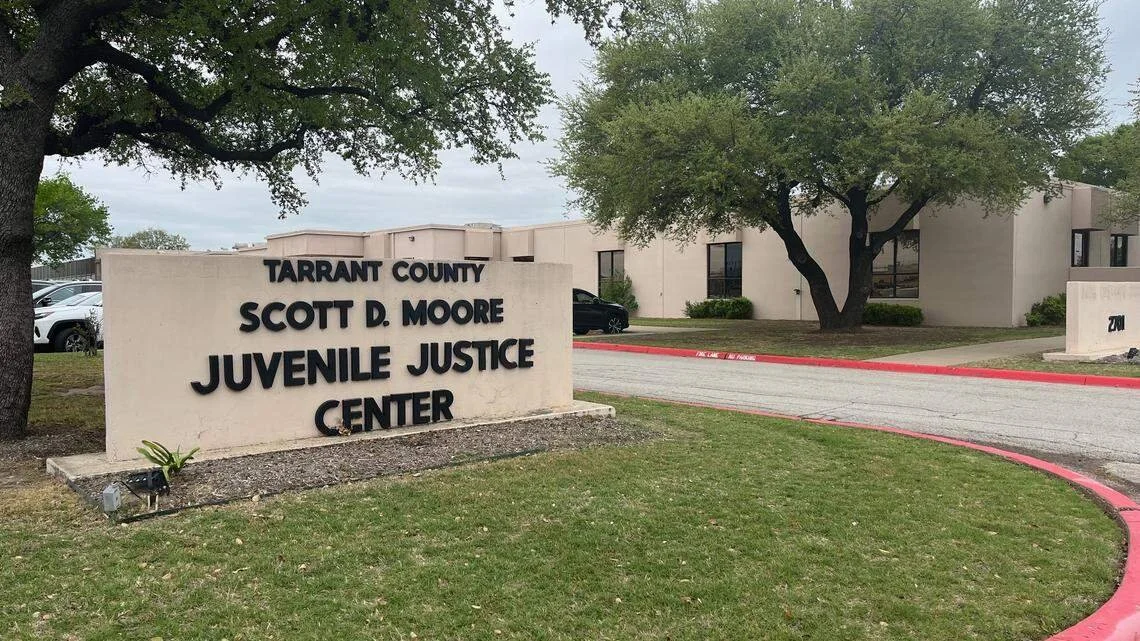 TARRANT COUNTY
SCOTT D. MOORE
JUVENILE JUSTICE
CENTER
FIRE LANE NO PARKING
2701